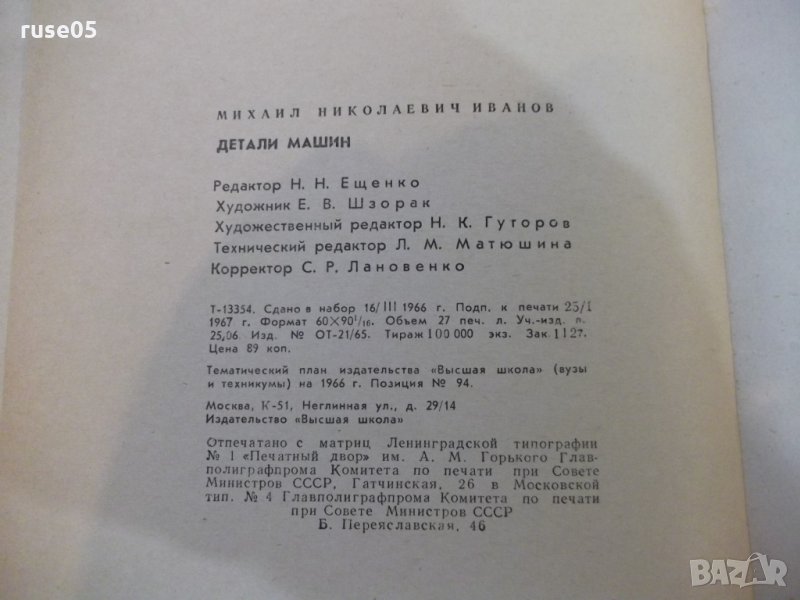 ruse05
МИХАИЛ НИКОЛАЕВИЧ ИВАНОВ
ДЕТАЛИ МАШИН
Редактор Н. Н. Ещенко
Художник Е. В. Шзорак
Художественный редактор Н. К. Гуторов
Технический редактор Л. М. Матюшина
Корректор С. Р. Лановенко
Т-13354. Сдано в набор 16/III 1966 г. Подп. к печати 23/I
1967 г. Формат 60×90¹/₁₆. Объем 27 печ. л. Уч.-изд. л.
25,06. Изд. № ОТ-21/65. Тираж 100 000 экз. Зак. 1127.
Цена 89 коп.
Тематический план издательства «Высшая школа» (вузы
и техникумы) на 1966 г. Позиция № 94.
Москва, К-51, Неглинная ул., д. 29/14
Издательство «Высшая школа»
Отпечатано с матриц Ленинградской типографии
№ 1 «Печатный двор» им. А. М. Горького Глав-
полиграфпрома Комитета по печати при Совете
Министров СССР, Гатчинская, 26 в Московской
тип. № 4 Главполиграфпрома Комитета по печати
при Совете Министров СССР
Б. Переяславская, 46
BAZAR